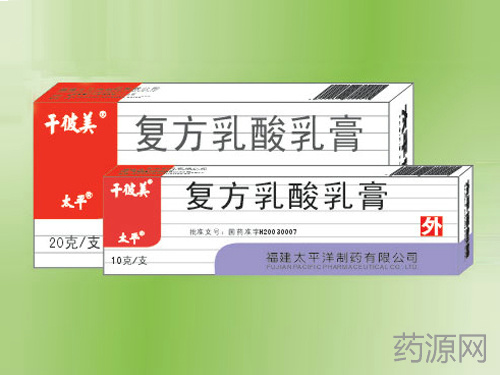 干彼美®
复方乳酸乳膏
太平®
20克/支
干彼美®
复方乳酸乳膏
批准文号:国药准字H20030007
外
太平®
10克/支
福建太平洋制药有限公司
FUJIAN PACIFIC PHARMACEUTICAL CO., LTD
药源网